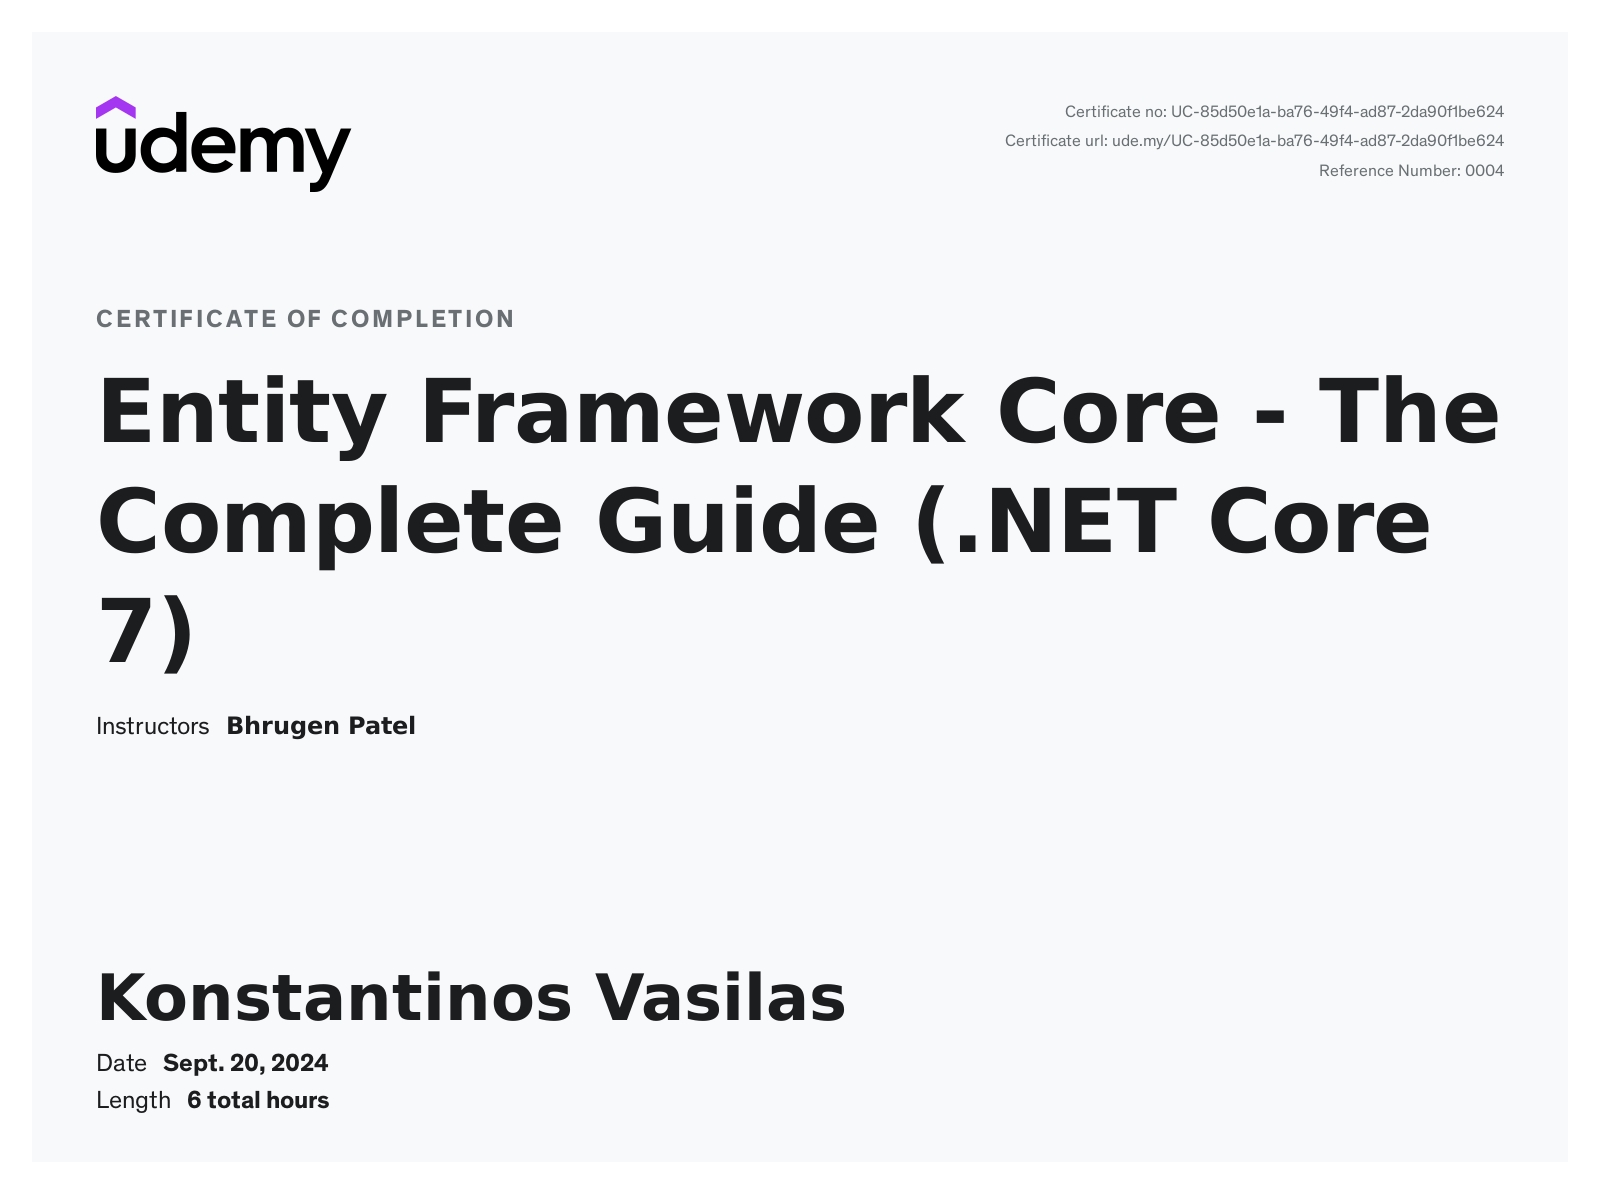 udemy
Certificate no: UC-85d50e1a-ba76-49f4-ad87-2da90f1be624
Certificate url: ude.my/UC-85d50e1a-ba76-49f4-ad87-2da90f1be624
Reference Number: 0004
CERTIFICATE OF COMPLETION
Entity Framework Core - The
Complete Guide (.NET Core
7)
Instructors Bhrugen Patel
Konstantinos Vasilas
Date Sept. 20, 2024
Length 6 total hours